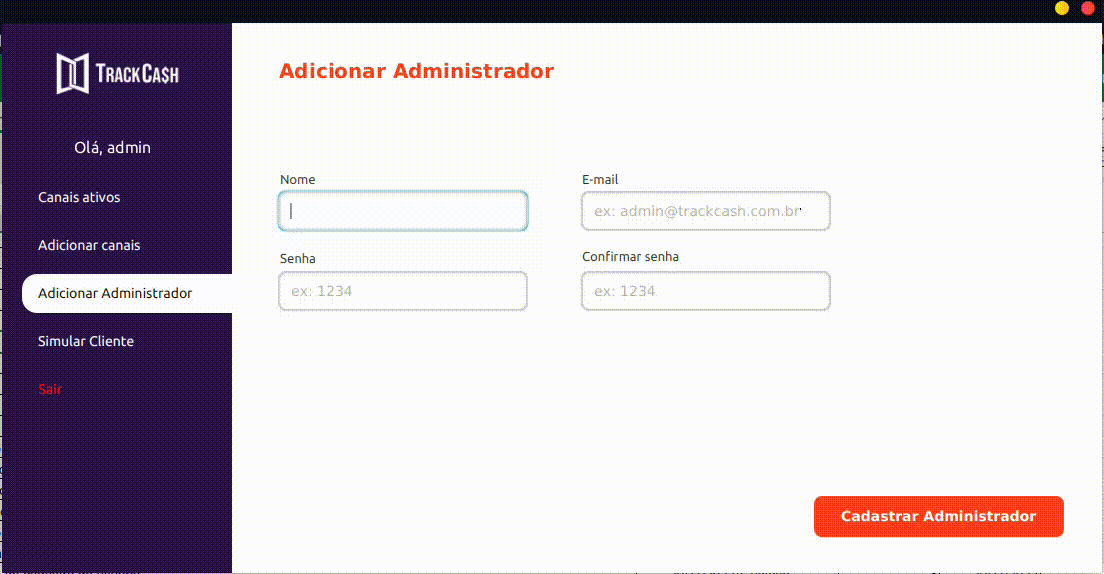 TRACKCA$H
Olá, admin
Canais ativos
Adicionar canais
Adicionar Administrador
Simular Cliente
Sair
Adicionar Administrador
Nome
E-mail
ex: admin@trackcash.com.br
Senha
Confirmar senha
ex: 1234
ex: 1234
Cadastrar Administrador